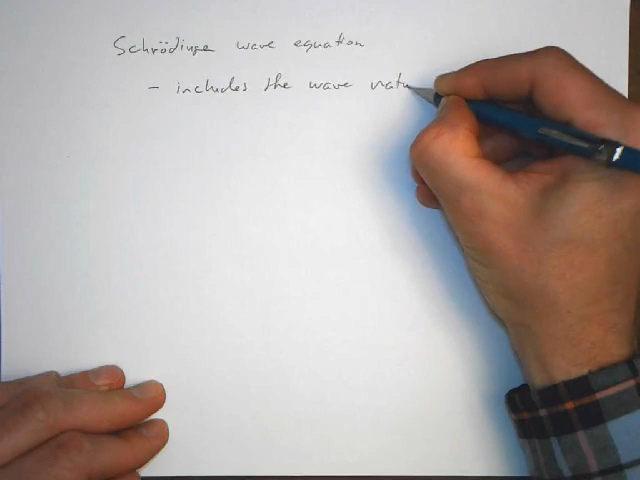 Schrödinge wave equation
- includes the wave natu